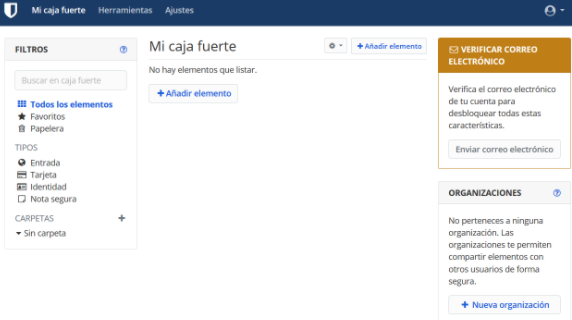 Mi caja fuerte Herramientas Ajustes
FILTROS
Buscar en caja fuerte
Todos los elementos
Favoritos
Papelera
TIPOS
Entrada
Tarjeta
Identidad
Nota segura
CARPETAS +
Sin carpeta
Mi caja fuerte
+ Añadir elemento
No hay elementos que listar.
+ Añadir elemento
VERIFICAR CORREO
ELECTRÓNICO
Verifica el correo electrónico
de tu cuenta para
desbloquear todas estas
características.
Enviar correo electrónico
ORGANIZACIONES
No perteneces a ninguna
organización. Las
organizaciones te permiten
compartir elementos con
otros usuarios de forma
segura.
+ Nueva organización